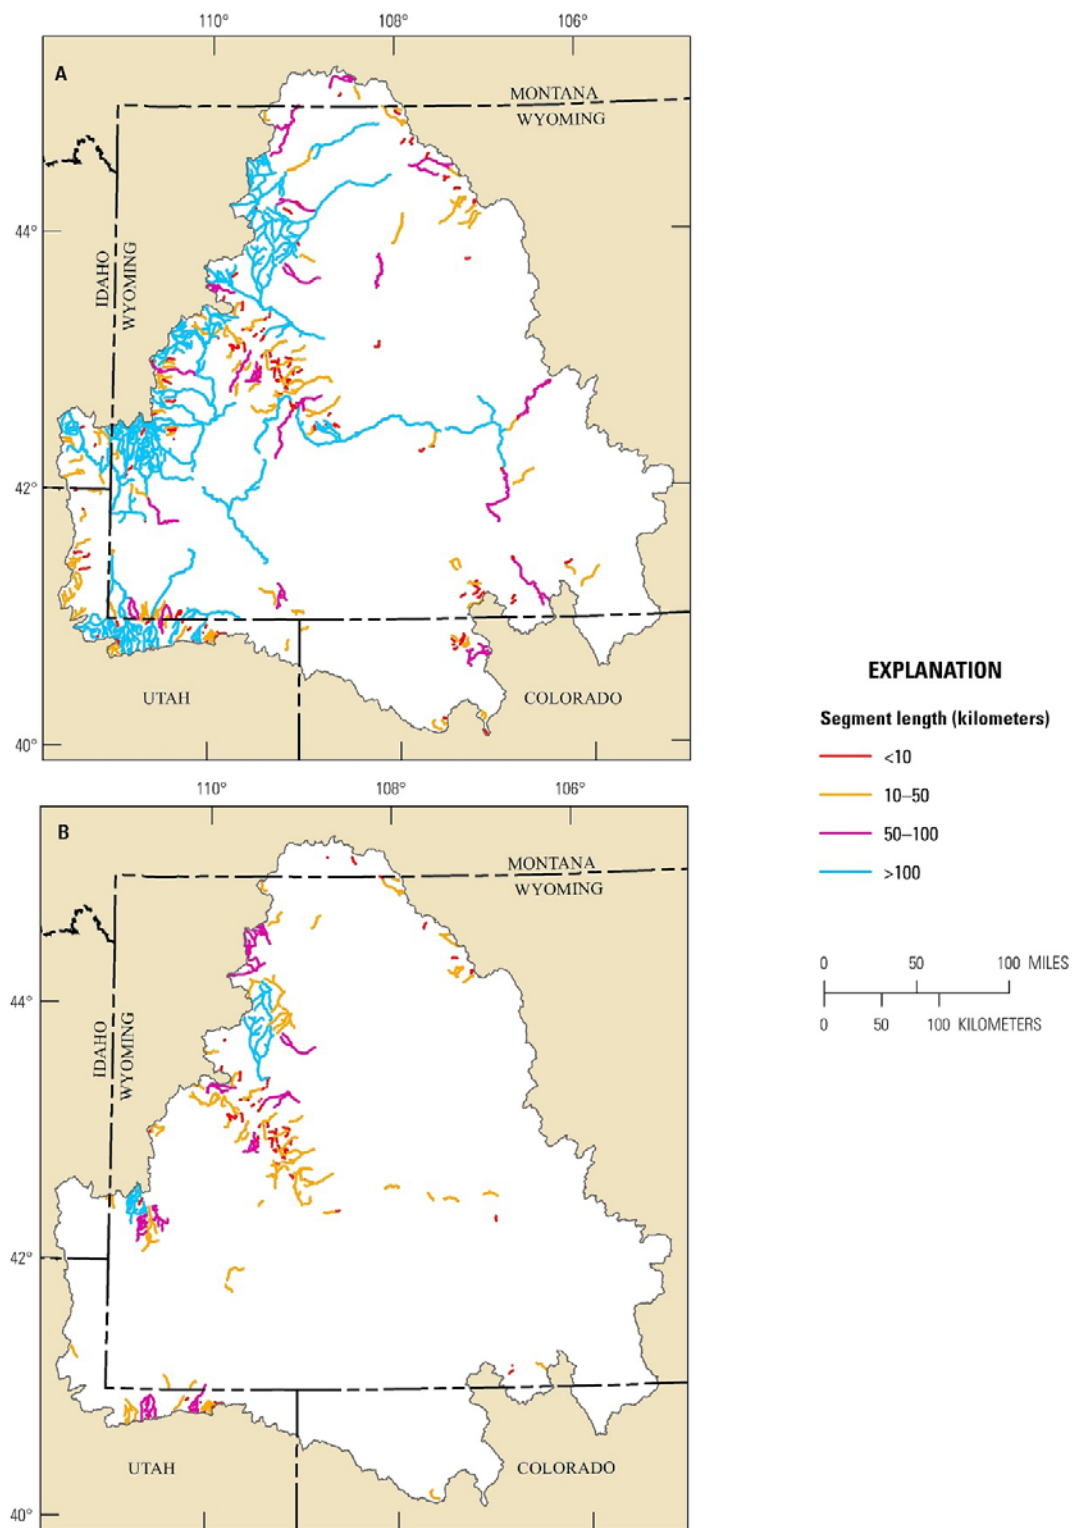 110°
108°
106°
A
MONTANA
WYOMING
44°
IDAHO
WYOMING
42°
UTAH
COLORADO
40°
110°
108°
106°
B
MONTANA
WYOMING
44°
IDAHO
WYOMING
42°
UTAH
COLORADO
40°
EXPLANATION
Segment length (kilometers)
<10
10–50
50–100
>100
0 50 100 MILES
0 50 100 KILOMETERS